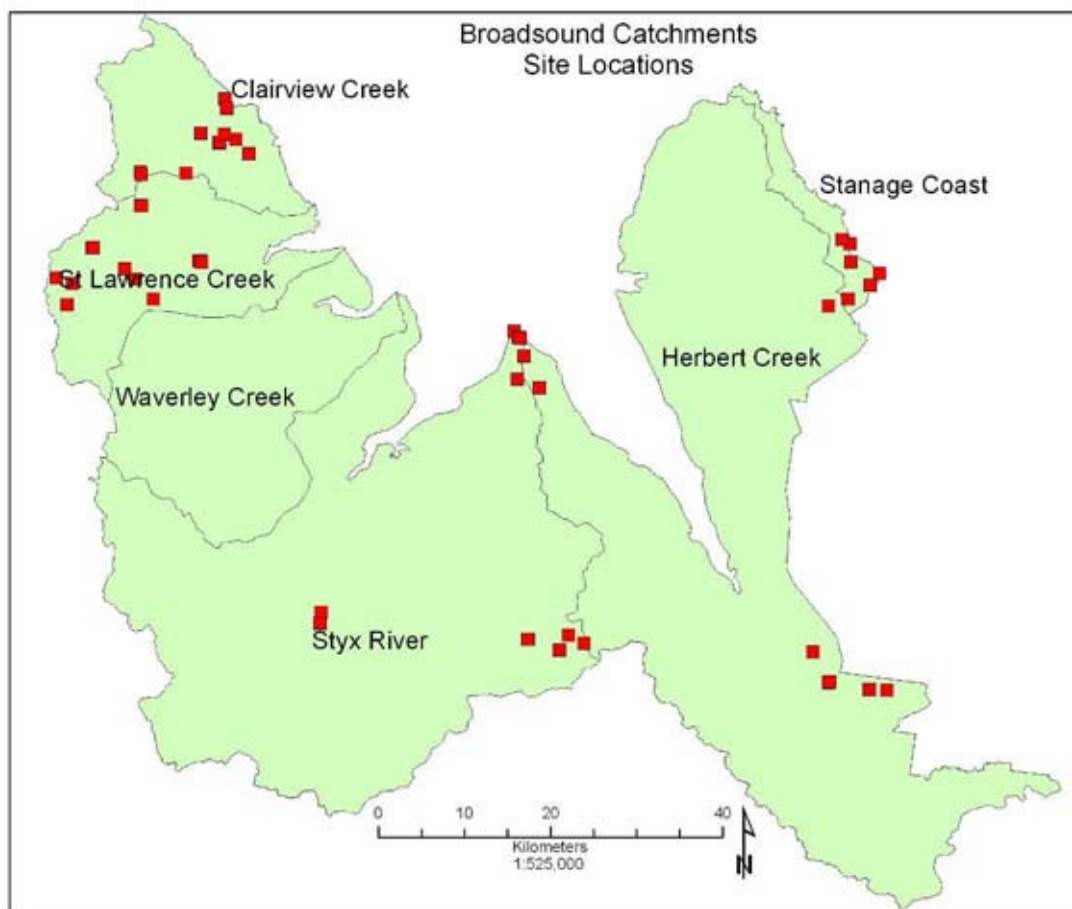 Broadsound Catchments
Site Locations
Clairview Creek
Stanage Coast
St Lawrence Creek
Herbert Creek
Waverley Creek
Styx River
0 10 20 40
Kilometers
1:525,000
N